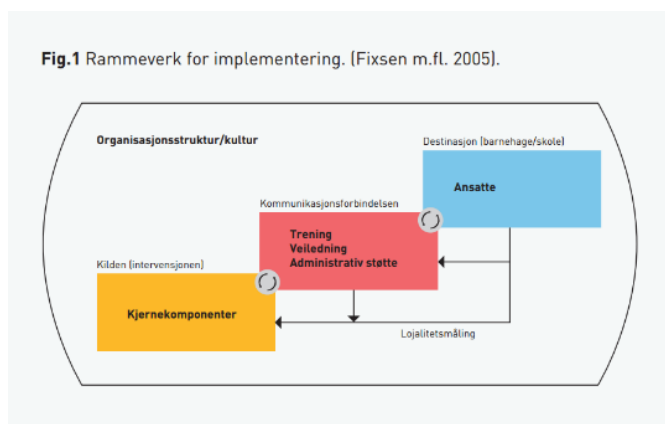 Fig.1 Rammeverk for implementering. (Fixsen m.fl. 2005).
Organisasjonsstruktur/kultur
Destinasjon (barnehage/skole)
Ansatte
Kommunikasjonsforbindelsen
Trening
Veiledning
Administrativ støtte
Kilden (intervensjonen)
Kjernekomponenter
Lojalitetsmåling